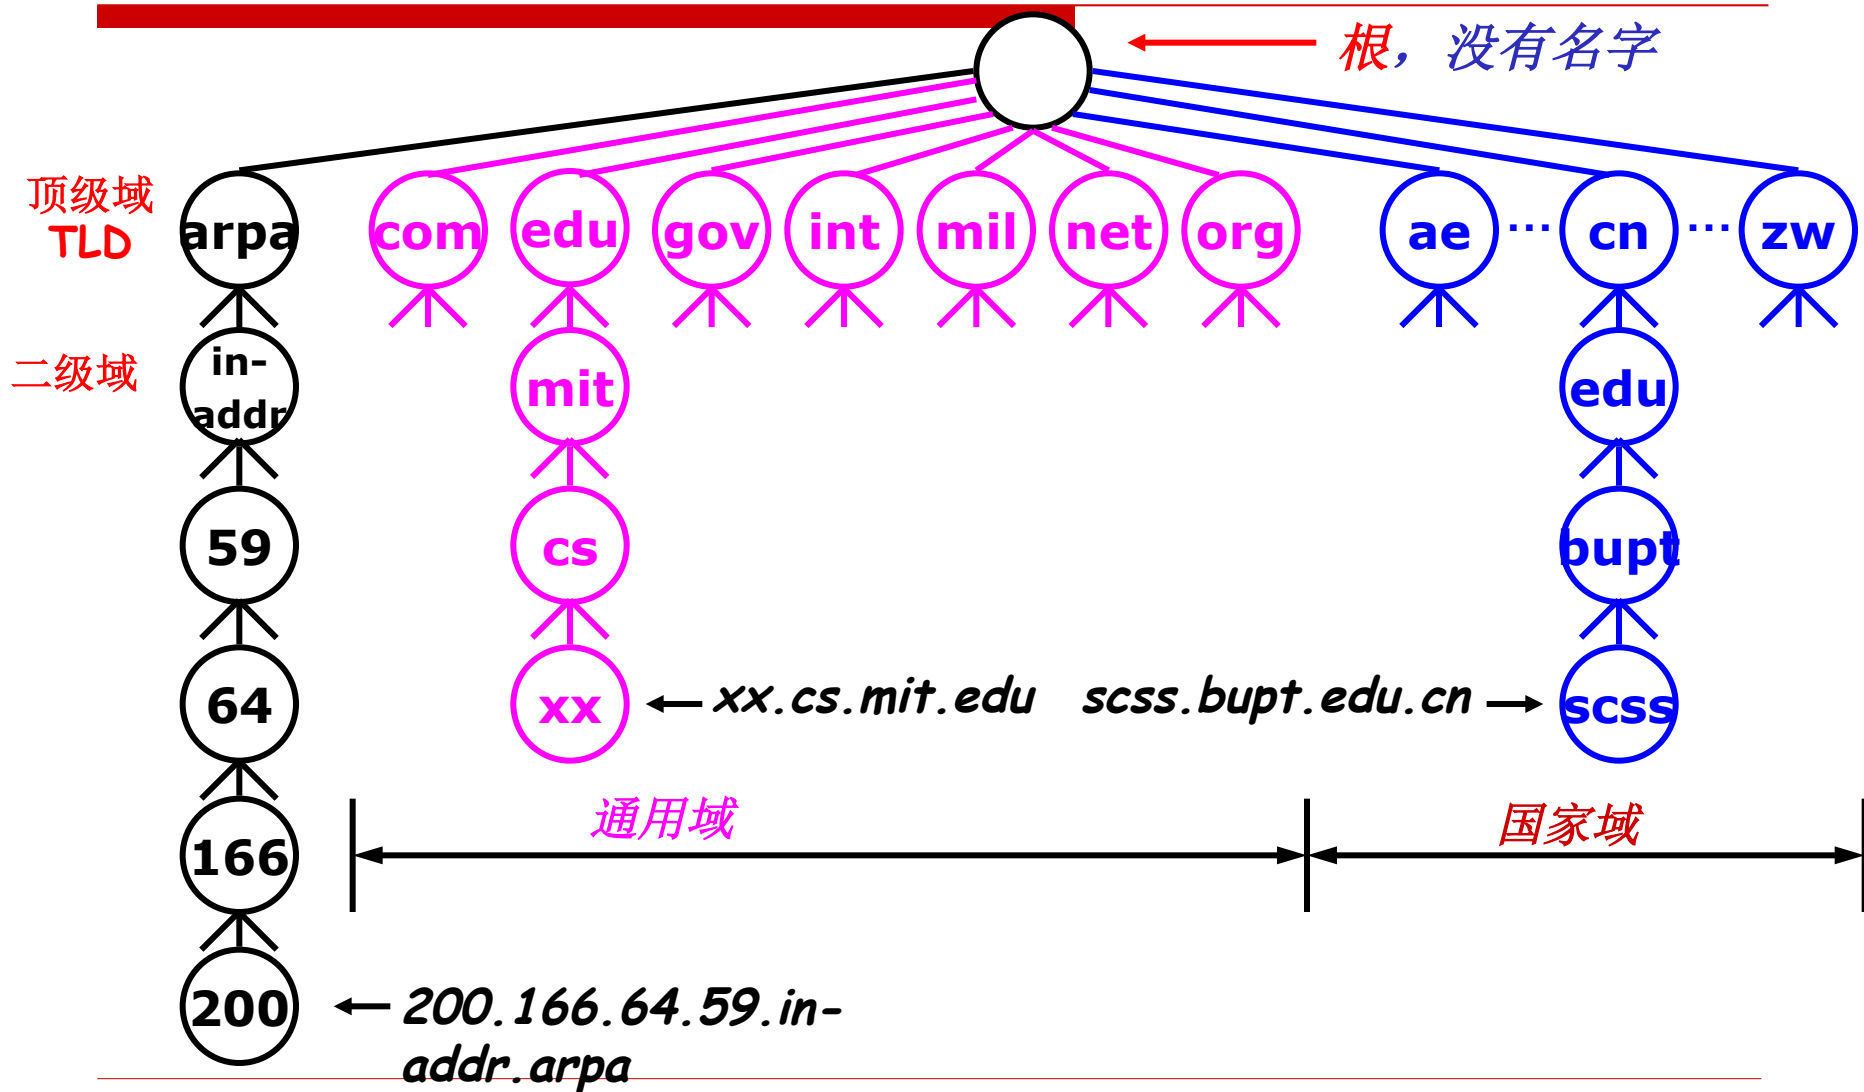 根，没有名字
顶级域
TLD
arpa
com
edu
gov
int
mil
net
org
ae
...
cn
...
zw
二级域
in-
addr
mit
edu
59
cs
bupt
64
xx
xx.cs.mit.edu
scss.bupt.edu.cn
scss
166
通用域
国家域
200
200.166.64.59.in-
addr.arpa